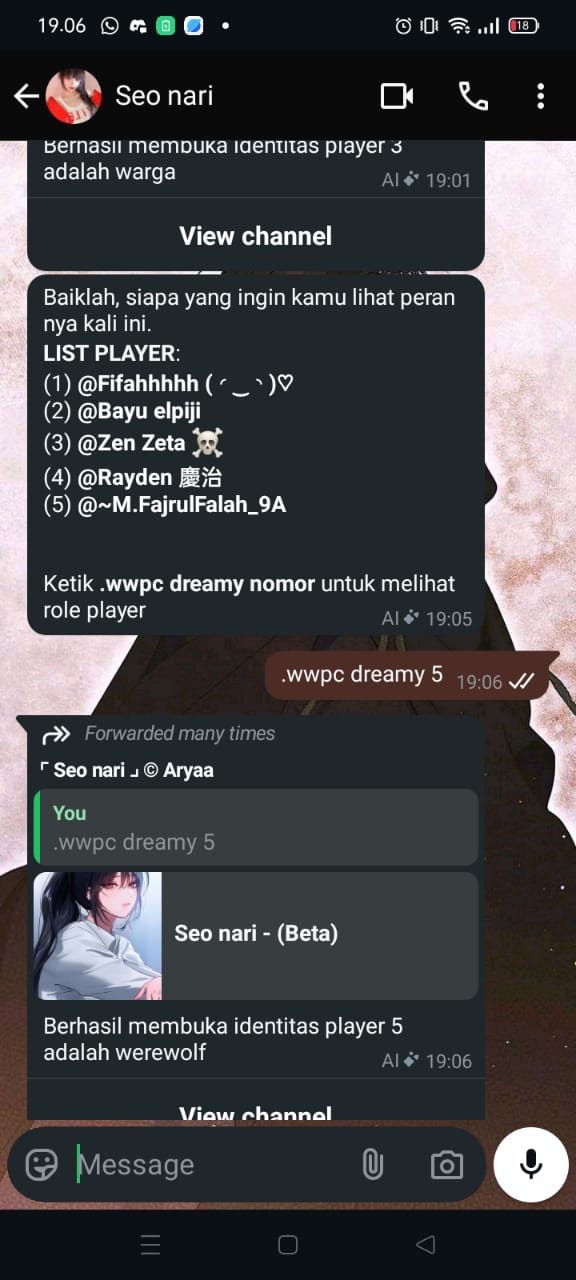 19.06
18
Seo nari
Berhasil membuka identitas player 3
adalah warga
AI 19:01
View channel
Baiklah, siapa yang ingin kamu lihat peran
nya kali ini.
LIST PLAYER:
(1) @Fifahhhhh (◜‿◝)♡
(2) @Bayu elpiji
(3) @Zen Zeta ☠️
(4) @Rayden 慶治
(5) @~M.FajrulFalah_9A
Ketik .wwpc dreamy nomor untuk melihat
role player
AI 19:05
.wwpc dreamy 5 19:06
Forwarded many times
「 Seo nari 」 © Aryaa
You
.wwpc dreamy 5
Seo nari - (Beta)
Berhasil membuka identitas player 5
adalah werewolf
AI 19:06
View channel
Message